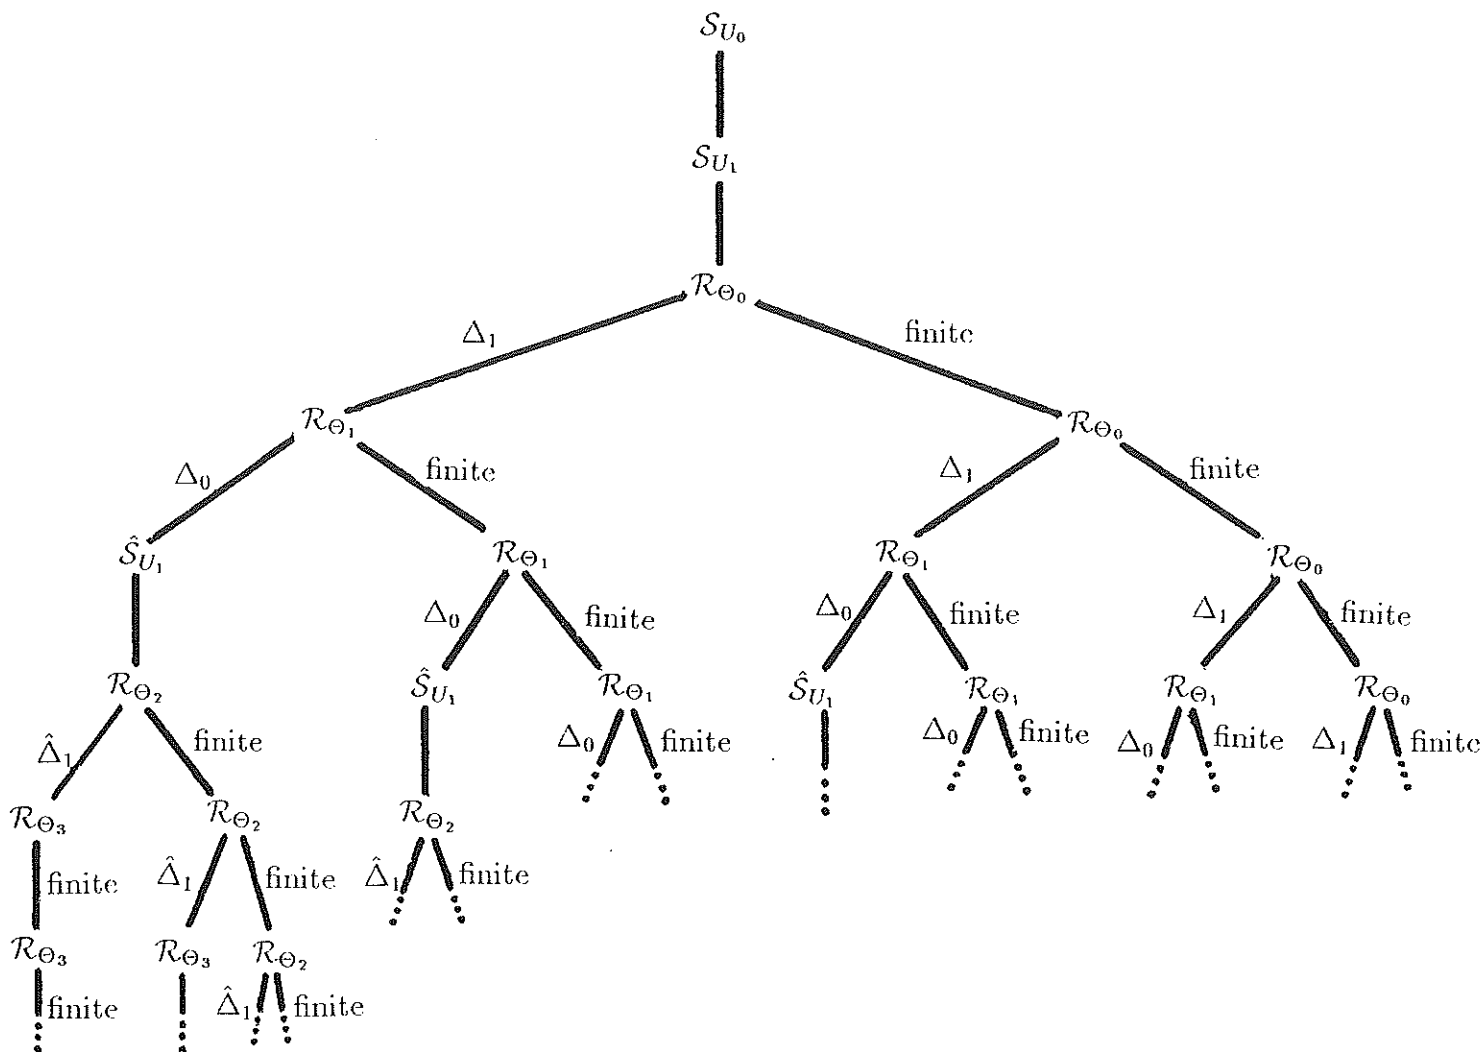 𝒮_{U_0}
𝒮_{U_1}
ℛ_{Θ_0}
Δ_1 finite
ℛ_{Θ_1} ℛ_{Θ_0}
Δ_0 finite Δ_1 finite
𝒮̂_{U_1} ℛ_{Θ_1} ℛ_{Θ_1} ℛ_{Θ_0}
Δ_0 finite Δ_0 finite Δ_1 finite
ℛ_{Θ_2} 𝒮̂_{U_1} ℛ_{Θ_1} 𝒮̂_{U_1} ℛ_{Θ_1} ℛ_{Θ_1} ℛ_{Θ_0}
Δ̂_1 finite Δ_0 finite Δ_0 finite Δ_0 finite Δ_1 finite
ℛ_{Θ_3} ℛ_{Θ_2} ℛ_{Θ_2}
finite Δ̂_1 finite Δ̂_1 finite
ℛ_{Θ_3} ℛ_{Θ_3} ℛ_{Θ_2}
finite Δ̂_1 finite